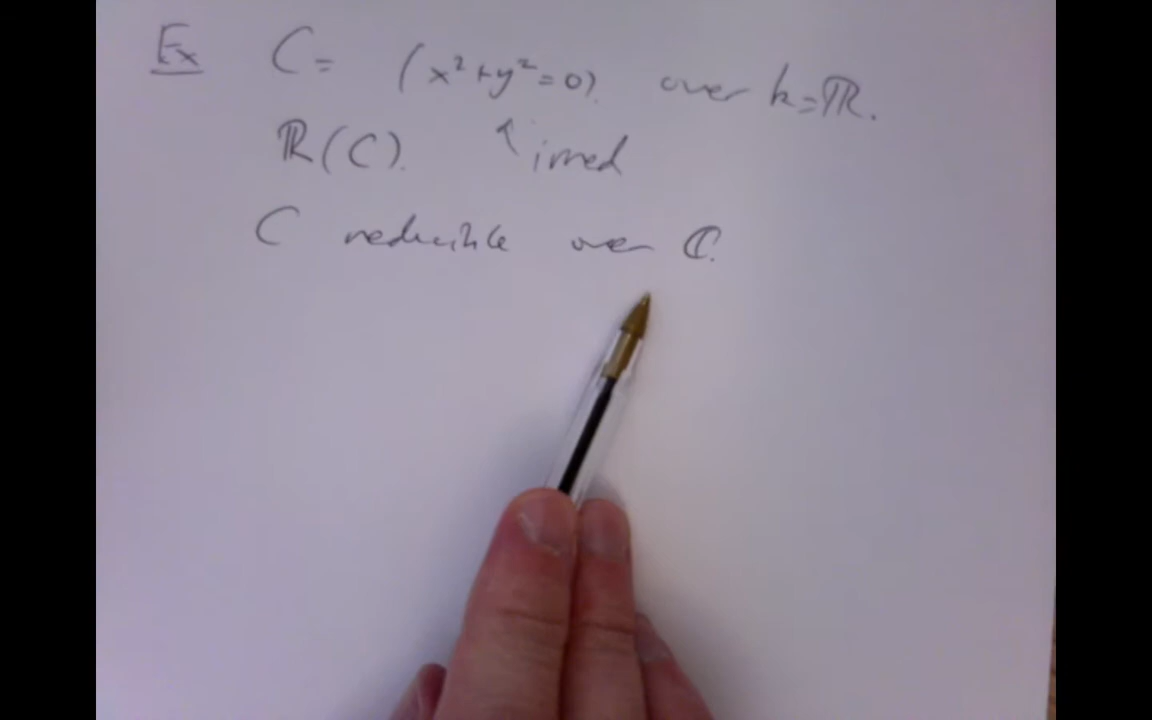 Ex C = (x²+y²=0). over k=ℝ.
ℝ(C). ↑ irred
C reducible over ℂ.